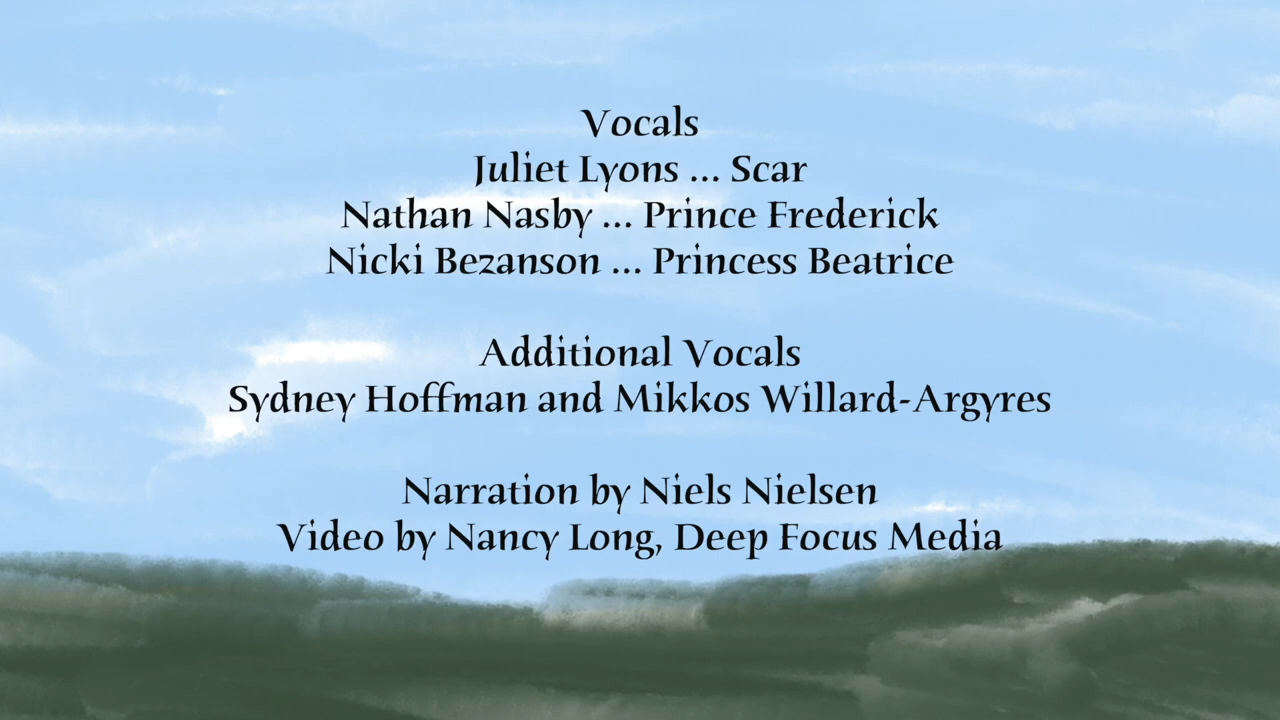 Vocals
Juliet Lyons ... Scar
Nathan Nasby ... Prince Frederick
Nicki Bezanson ... Princess Beatrice
Additional Vocals
Sydney Hoffman and Mikkos Willard-Argyres
Narration by Niels Nielsen
Video by Nancy Long, Deep Focus Media